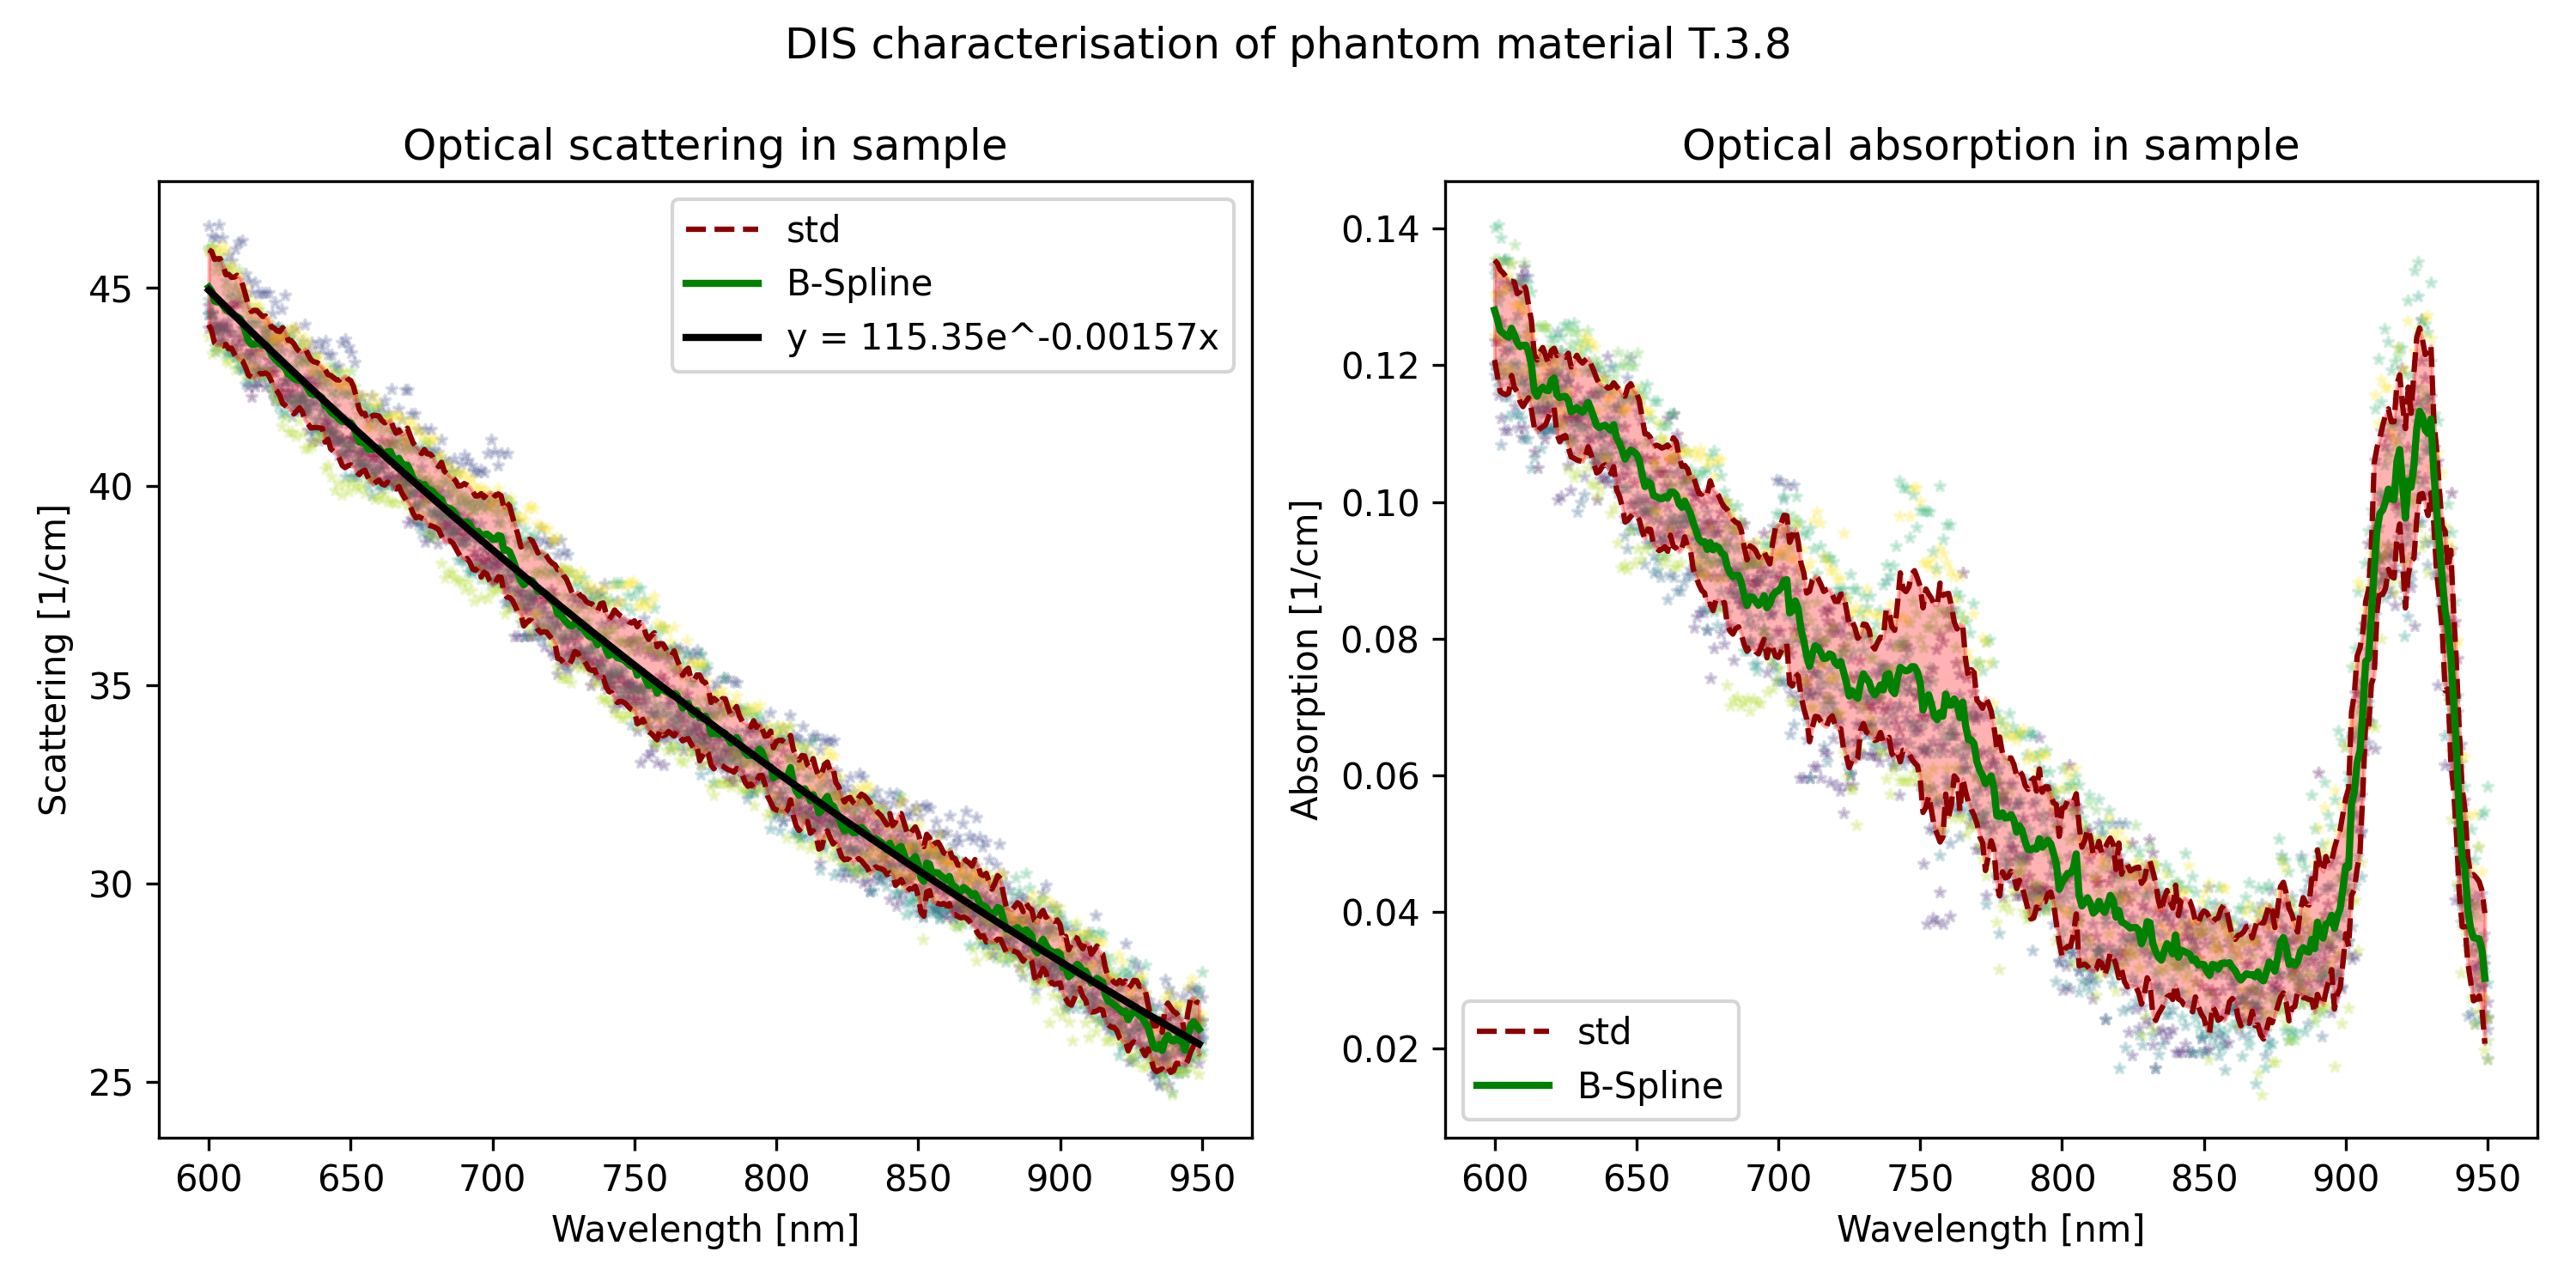 DIS characterisation of phantom material T.3.8
Optical scattering in sample
std
B-Spline
y = 115.35e^-0.00157x
45
40
35
30
25
Scattering [1/cm]
600 650 700 750 800 850 900 950
Wavelength [nm]
Optical absorption in sample
0.14
0.12
0.10
0.08
0.06
0.04
0.02
Absorption [1/cm]
std
B-Spline
600 650 700 750 800 850 900 950
Wavelength [nm]